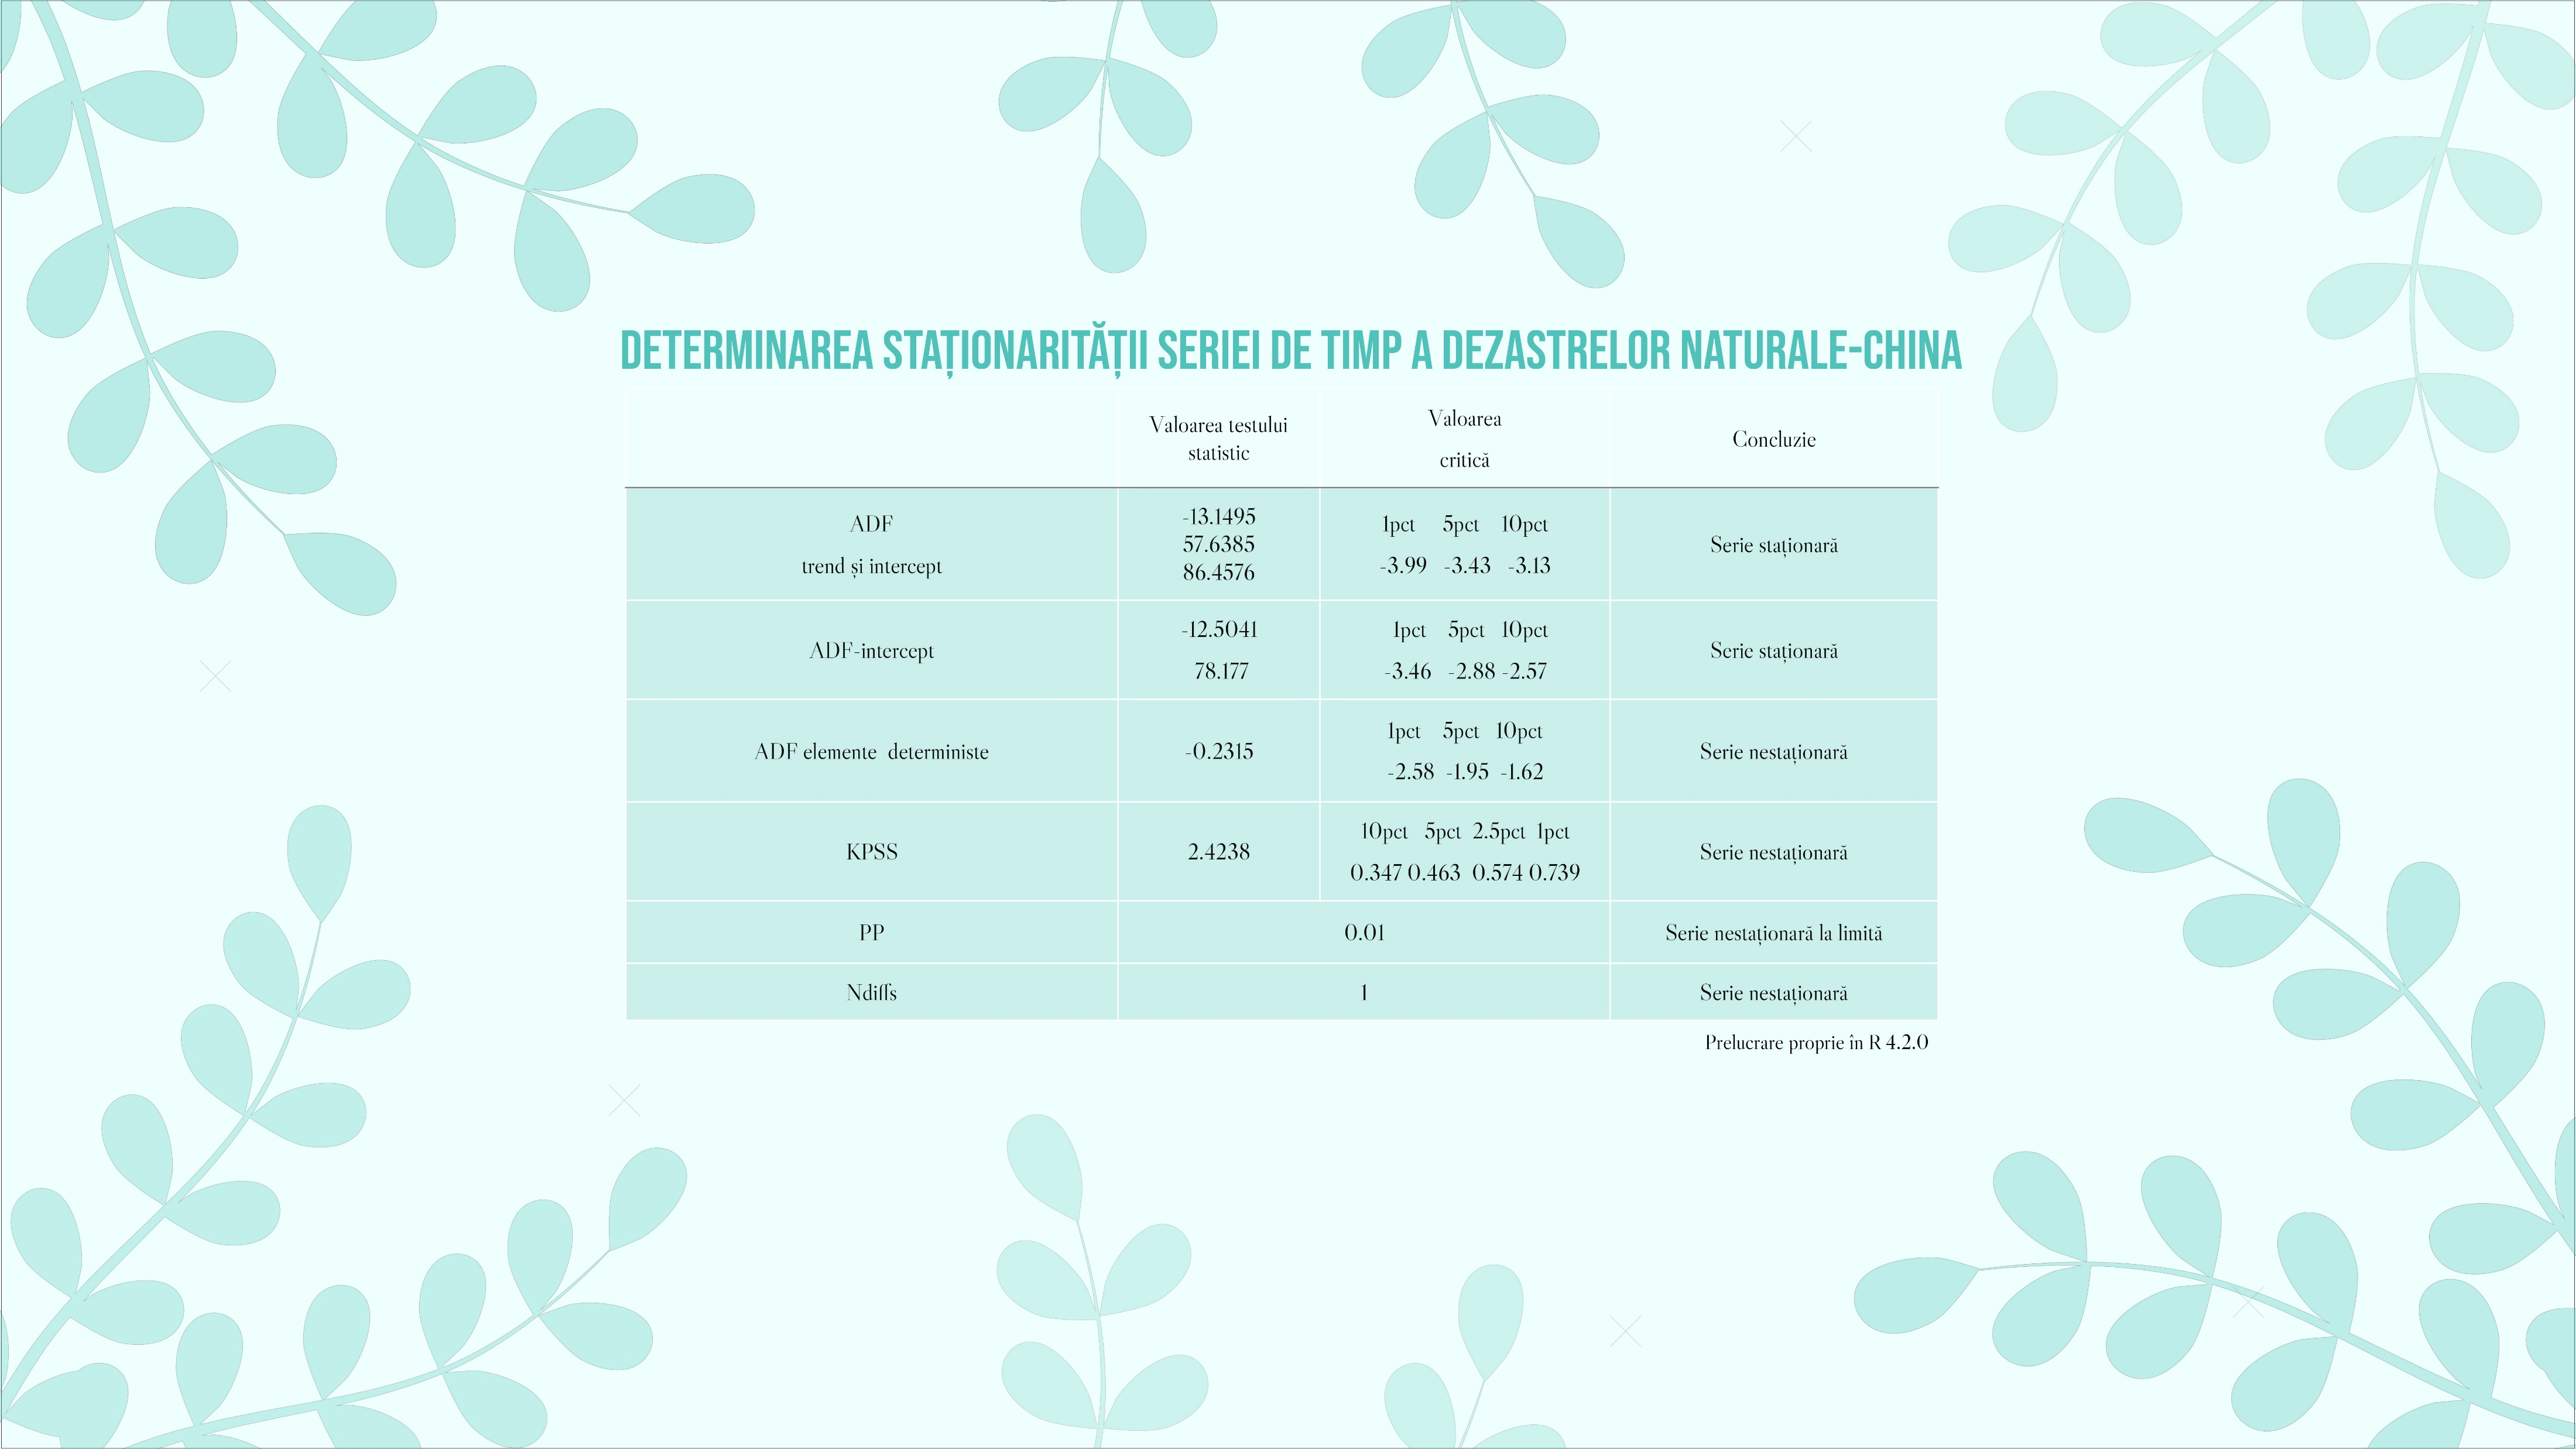 DETERMINAREA STAȚIONARITĂȚII SERIEI DE TIMP A DEZASTRELOR NATURALE-CHINA
Valoarea testului
statistic
Valoarea
critică
Concluzie
ADF
trend și intercept
-13.1495
57.6385
86.4576
1pct 5pct 10pct
-3.99 -3.43 -3.13
Serie staționară
ADF-intercept
-12.5041
78.177
1pct 5pct 10pct
-3.46 -2.88 -2.57
Serie staționară
ADF elemente deterministe
-0.2315
1pct 5pct 10pct
-2.58 -1.95 -1.62
Serie nestaționară
KPSS
2.4238
10pct 5pct 2.5pct 1pct
0.347 0.463 0.574 0.739
Serie nestaționară
PP
0.01
Serie nestaționară la limită
Ndiffs
1
Serie nestaționară
Prelucrare proprie în R 4.2.0